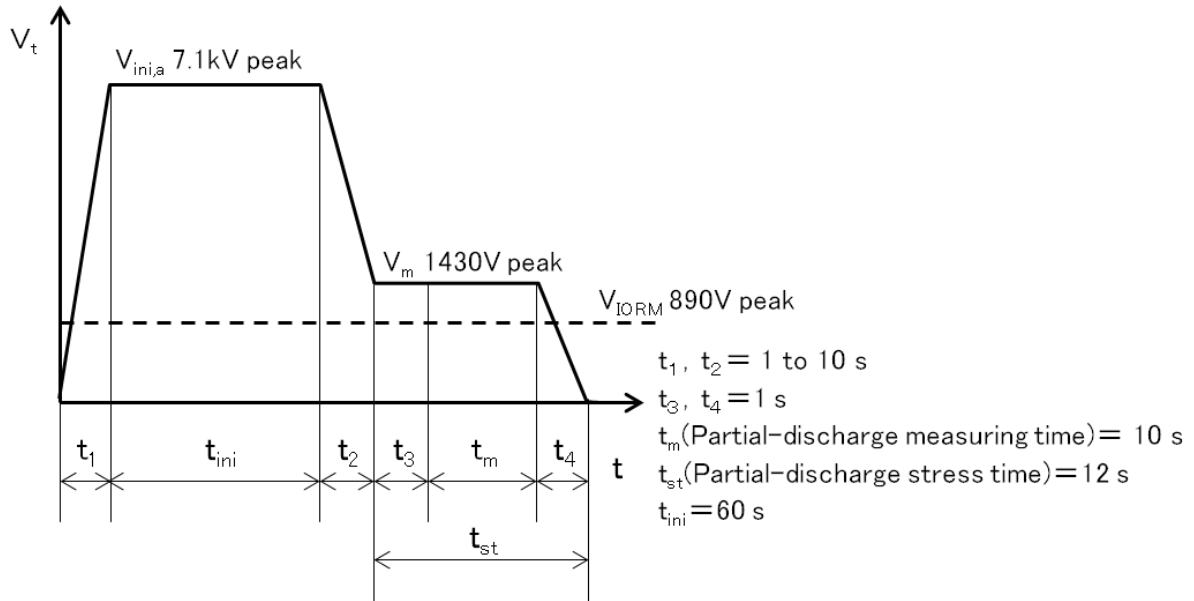 Vt
Vini,a 7.1kV peak
Vm 1430V peak
VIORM 890V peak
t1, t2= 1 to 10 s
t3, t4=1 s
tm(Partial-discharge measuring time)= 10 s
tst(Partial-discharge stress time)=12 s
tini=60 s
t1 tini t2 t3 tm t4 t
tst